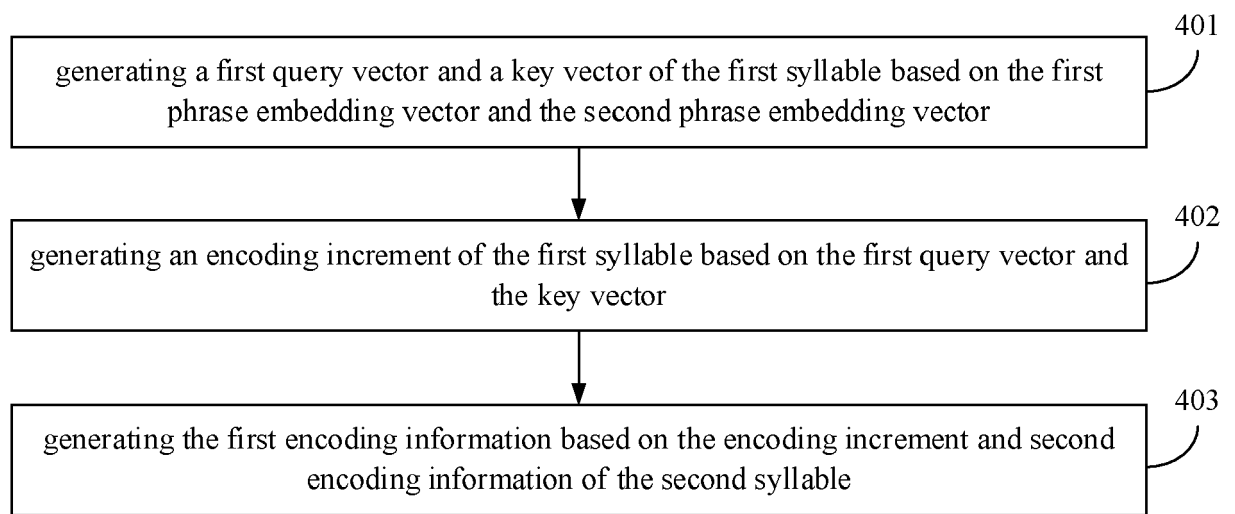 401
generating a first query vector and a key vector of the first syllable based on the first
phrase embedding vector and the second phrase embedding vector
402
generating an encoding increment of the first syllable based on the first query vector and
the key vector
403
generating the first encoding information based on the encoding increment and second
encoding information of the second syllable